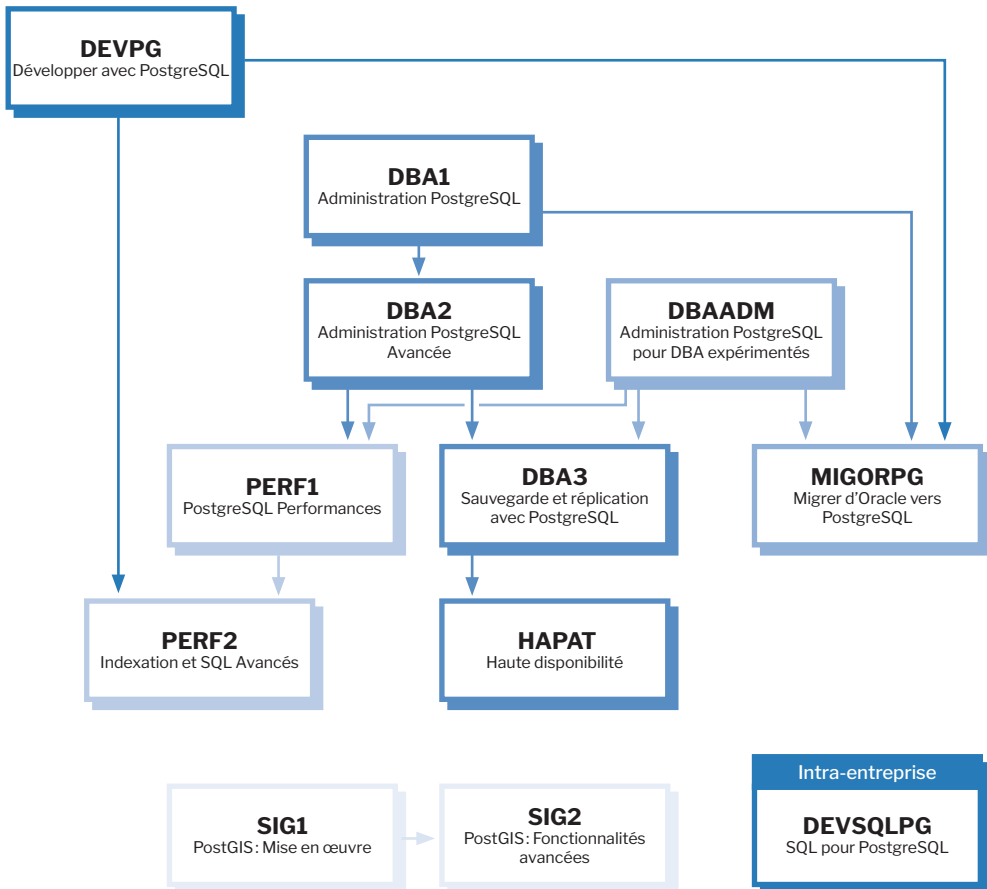 DEVPG
Développer avec PostgreSQL
DBA1
Administration PostgreSQL
DBA2
Administration PostgreSQL
Avancée
DBAADM
Administration PostgreSQL
pour DBA expérimentés
PERF1
PostgreSQL Performances
DBA3
Sauvegarde et réplication
avec PostgreSQL
MIGORPG
Migrer d’Oracle vers
PostgreSQL
PERF2
Indexation et SQL Avancés
HAPAT
Haute disponibilité
SIG1
PostGIS : Mise en œuvre
SIG2
PostGIS : Fonctionnalités
avancées
Intra-entreprise
DEVSQLPG
SQL pour PostgreSQL